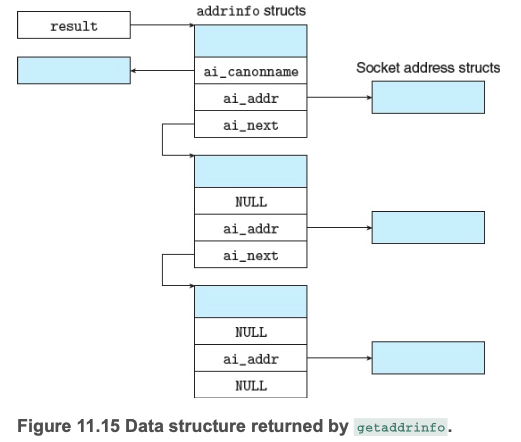 addrinfo structs
result
ai_canonname
Socket address structs
ai_addr
ai_next
NULL
ai_addr
ai_next
NULL
ai_addr
NULL
Figure 11.15 Data structure returned by getaddrinfo.